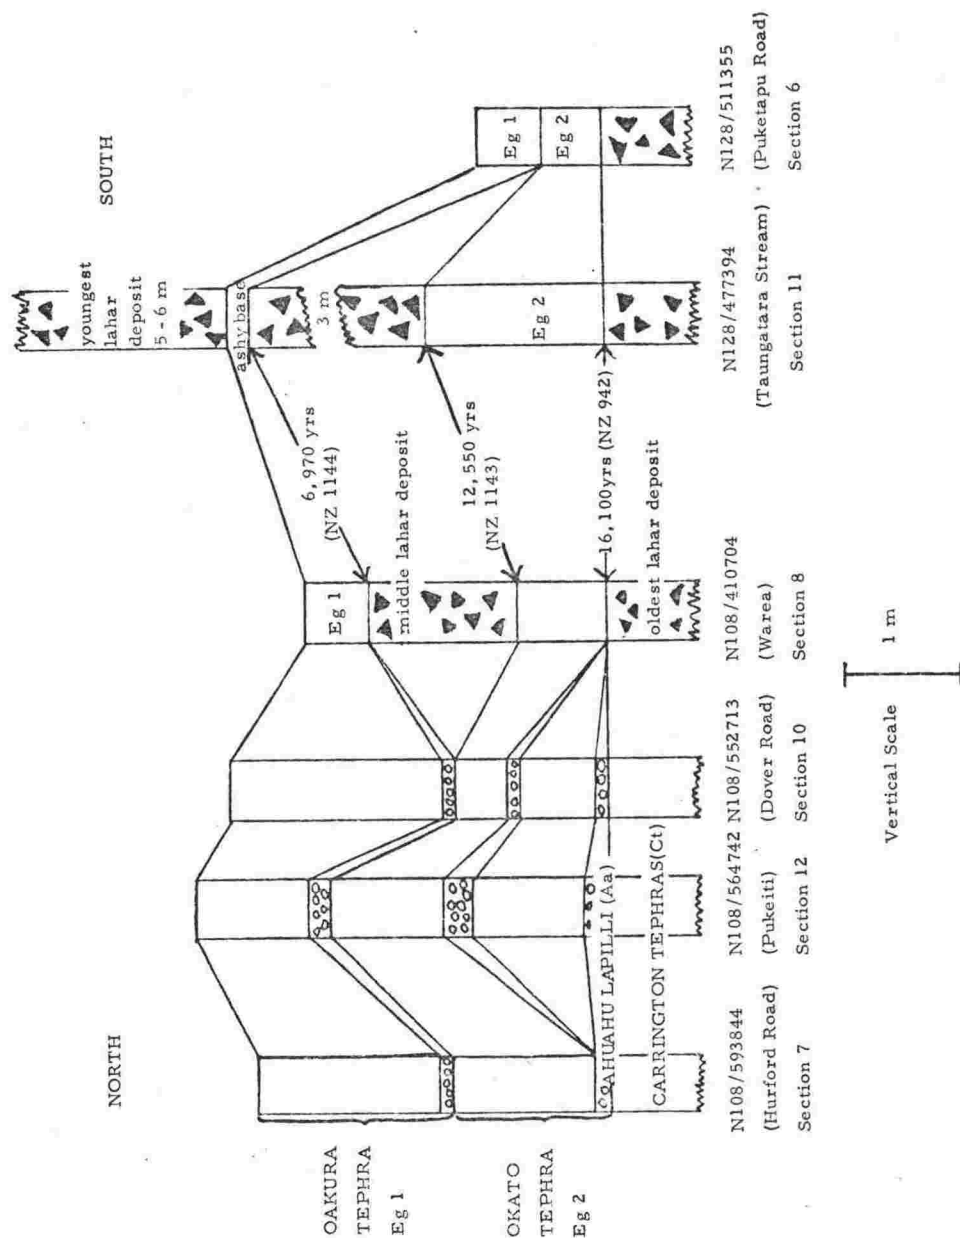 NORTH
SOUTH
youngest
lahar
deposit
5 - 6 m
ashy base
3 m
Eg 2
Eg 1
Eg 2
6,970 yrs
(NZ 1144)
middle lahar deposit
12,550 yrs
(NZ 1143)
16,100yrs (NZ 942)
oldest lahar deposit
Eg 1
OAKURA
TEPHRA
Eg 1
OKATO
TEPHRA
Eg 2
AHUAHU LAPILLI (Aa)
CARRINGTON TEPHRAS(Ct)
N108/593844
(Hurford Road)
Section 7
N108/564742
(Pukeiti)
Section 12
N108/552713
(Dover Road)
Section 10
N108/410704
(Warea)
Section 8
N128/477394
(Taungatara Stream)
Section 11
N128/511355
(Puketapu Road)
Section 6
Vertical Scale
1 m